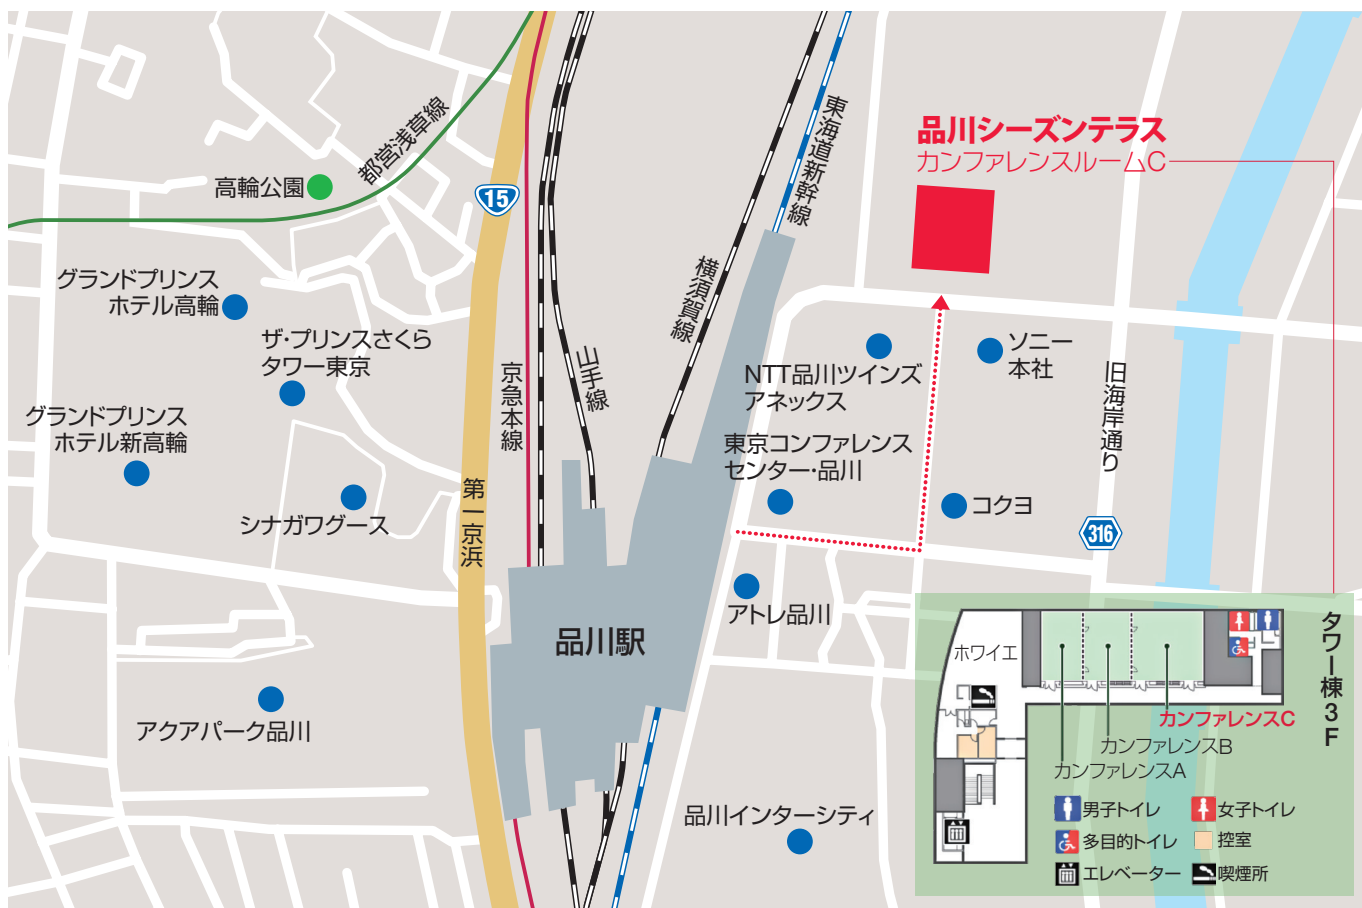 品川シーズンテラス
カンファレンスルームC
都営浅草線
高輪公園
15
東海道新幹線
横須賀線
グランドプリンス
ホテル高輪
ザ・プリンスさくら
タワー東京
グランドプリンス
ホテル新高輪
シナガワグース
京急本線
山手線
第一京浜
NTT品川ツインズ
アネックス
ソニー
本社
旧海岸通り
東京コンファレンス
センター・品川
コクヨ
316
アトレ品川
品川駅
アクアパーク品川
品川インターシティ
タワー棟3F
ホワイエ
カンファレンスC
カンファレンスB
カンファレンスA
男子トイレ
女子トイレ
多目的トイレ
控室
エレベーター
喫煙所